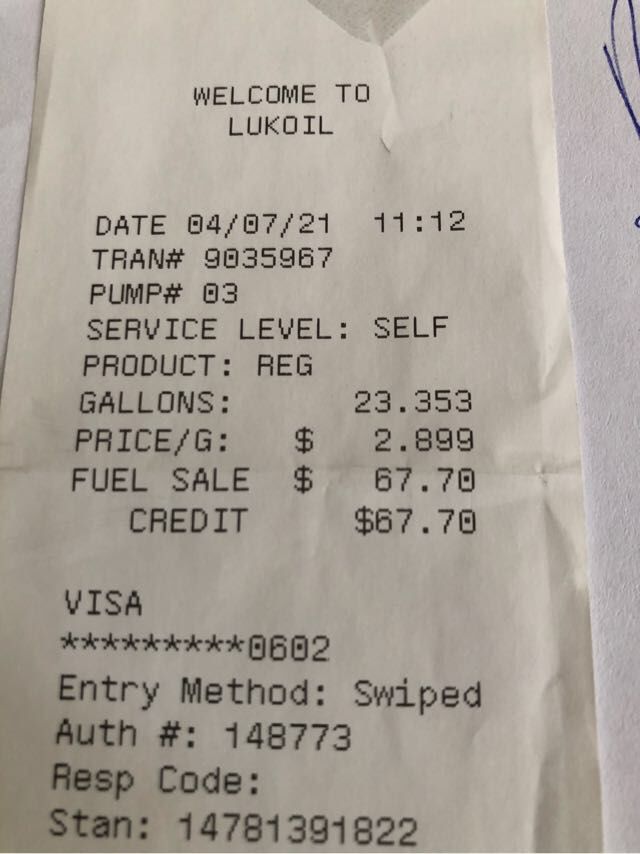 WELCOME TO
LUKOIL
DATE 04/07/21 11:12
TRAN# 9035967
PUMP# 03
SERVICE LEVEL: SELF
PRODUCT: REG
GALLONS: 23.353
PRICE/G: $ 2.899
FUEL SALE $ 67.70
CREDIT $67.70
VISA
*********0602
Entry Method: Swiped
Auth #: 148773
Resp Code:
Stan: 14781391822